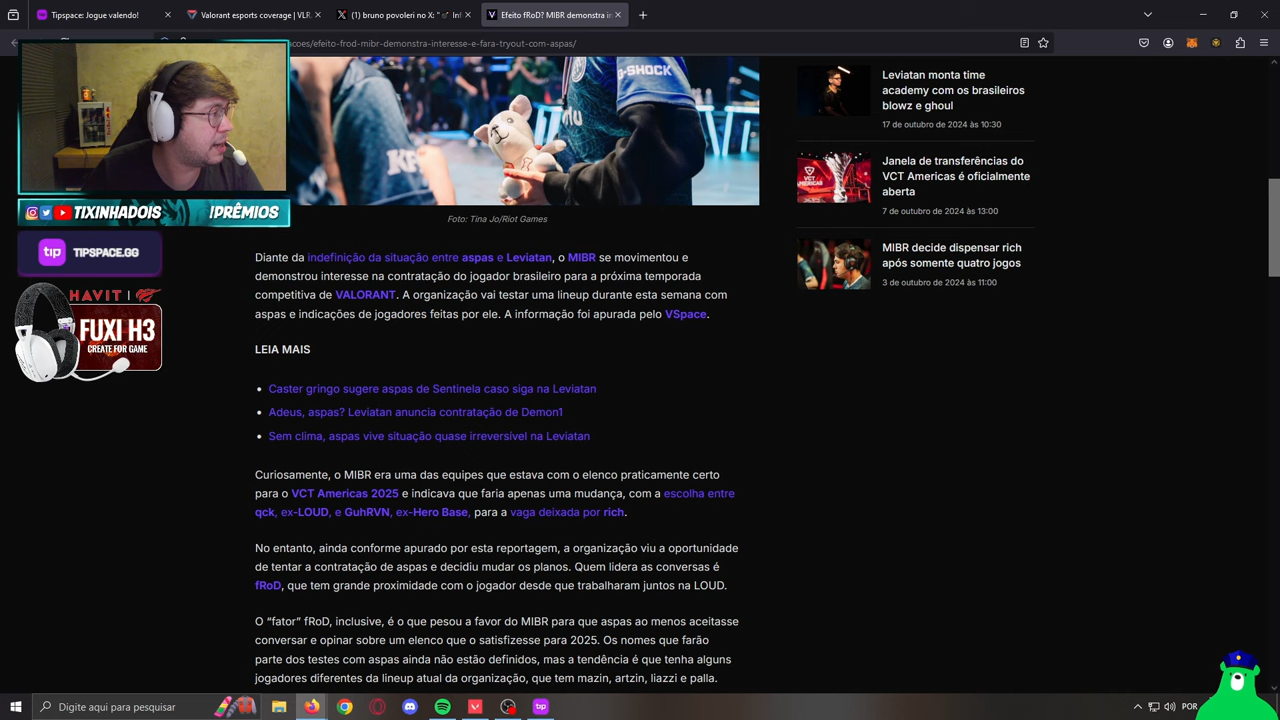 Tipspace: Jogue valendo!
Valorant esports coverage | VLR
(1) bruno povoleri no X: "
Efeito fRoD? MIBR demonstra in
acoes/efeito-frod-mibr-demonstra-interesse-e-fara-tryout-com-aspas/
TIXINHADOIS
!PRÊMIOS
tip
TIPSPACE.GG
HAVIT
FUXI H3
CREATE FOR GAME
G-SHOCK
Foto: Tina Jo/Riot Games
Diante da indefinição da situação entre aspas e Leviatan, o MIBR se movimentou e
demonstrou interesse na contratação do jogador brasileiro para a próxima temporada
competitiva de VALORANT. A organização vai testar uma lineup durante esta semana com
aspas e indicações de jogadores feitas por ele. A informação foi apurada pelo VSpace.
LEIA MAIS
• Caster gringo sugere aspas de Sentinela caso siga na Leviatan
• Adeus, aspas? Leviatan anuncia contratação de Demon1
• Sem clima, aspas vive situação quase irreversível na Leviatan
Curiosamente, o MIBR era uma das equipes que estava com o elenco praticamente certo
para o VCT Americas 2025 e indicava que faria apenas uma mudança, com a escolha entre
qck, ex-LOUD, e GuhRVN, ex-Hero Base, para a vaga deixada por rich.
No entanto, ainda conforme apurado por esta reportagem, a organização viu a oportunidade
de tentar a contratação de aspas e decidiu mudar os planos. Quem lidera as conversas é
fRoD, que tem grande proximidade com o jogador desde que trabalharam juntos na LOUD.
O “fator” fRoD, inclusive, é o que pesou a favor do MIBR para que aspas ao menos aceitasse
conversar e opinar sobre um elenco que o satisfizesse para 2025. Os nomes que farão
parte dos testes com aspas ainda não estão definidos, mas a tendência é que tenha alguns
jogadores diferentes da lineup atual da organização, que tem mazin, artzin, liazzi e palla.
Leviatan monta time
academy com os brasileiros
blowz e ghoul
17 de outubro de 2024 às 10:30
Janela de transferências do
VCT Americas é oficialmente
aberta
7 de outubro de 2024 às 13:00
MIBR decide dispensar rich
após somente quatro jogos
3 de outubro de 2024 às 11:00
Digite aqui para pesquisar
tip
POR